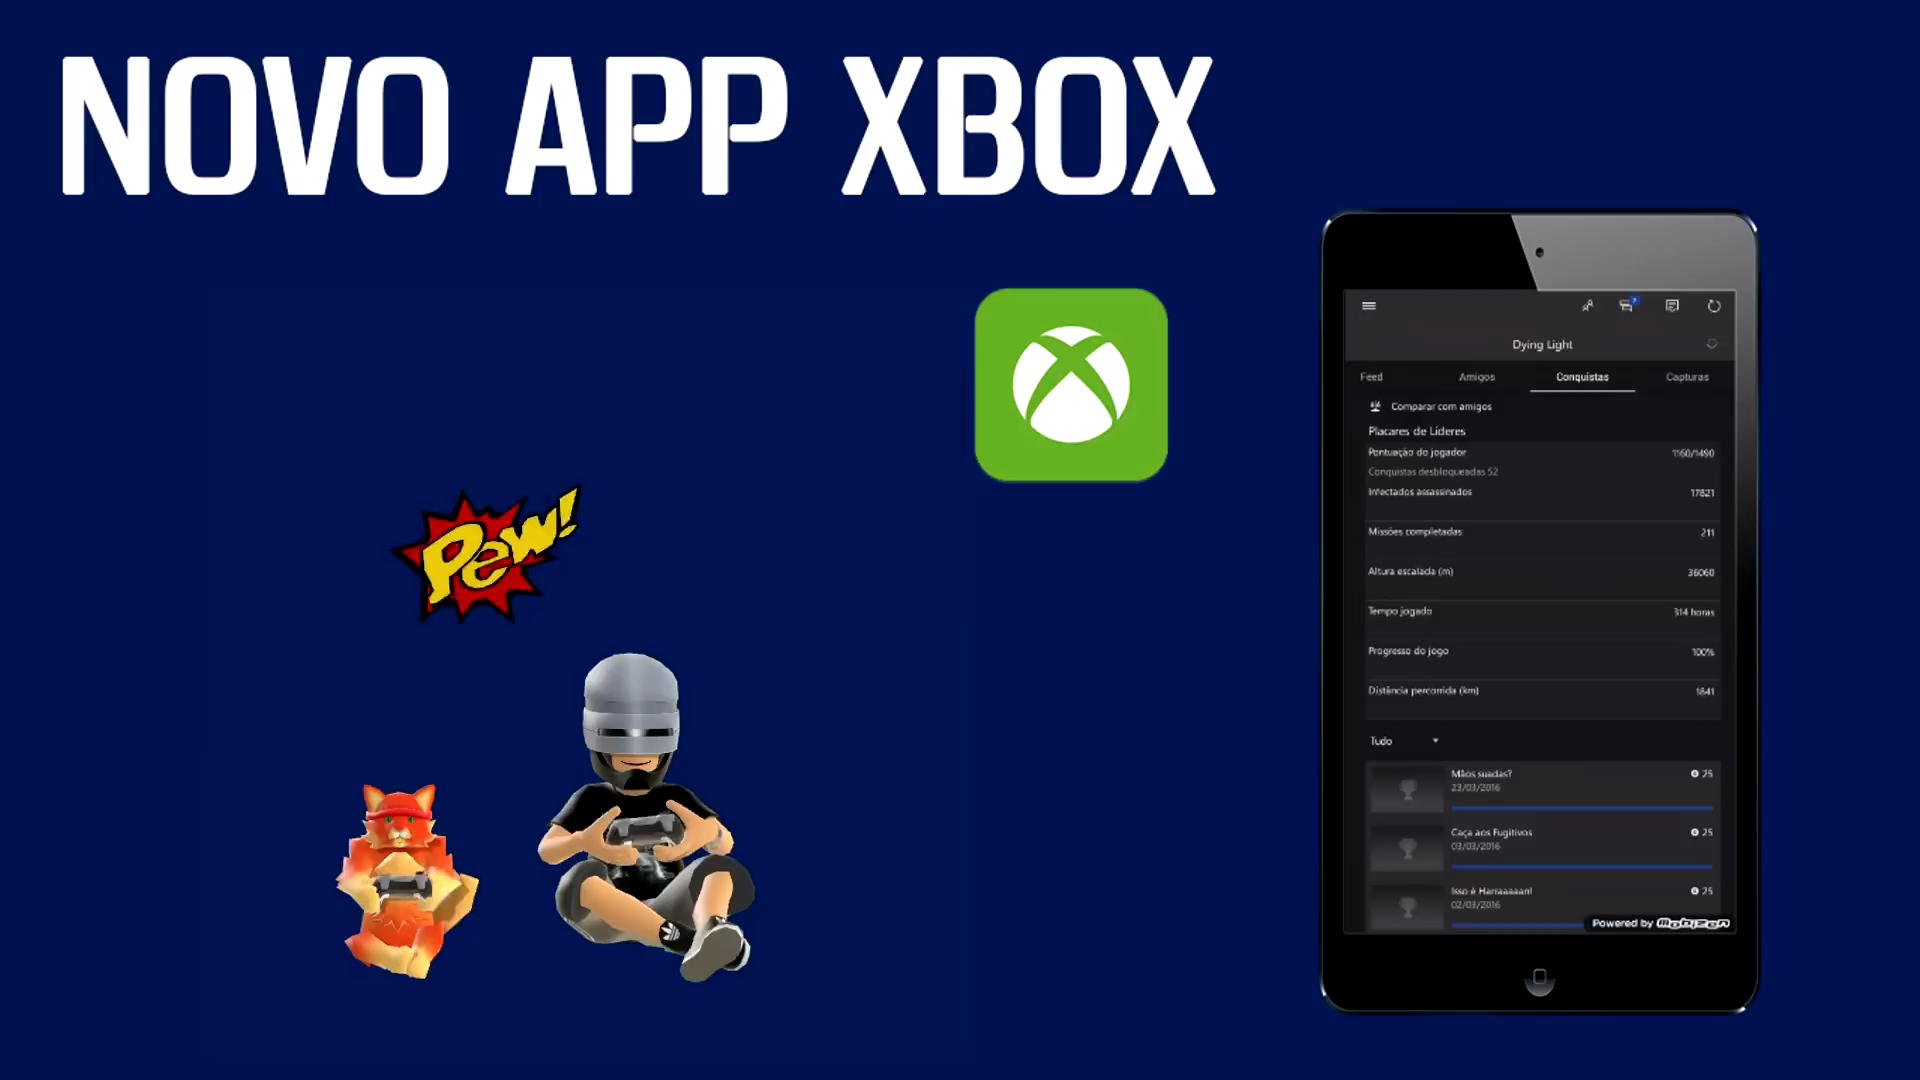 NOVO APP XBOX
Pew!
Dying Light
Feed Amigos Conquistas Capturas
Comparar com amigos
Placares de Líderes
Pontuação do jogador 1160/1490
Conquistas desbloqueadas 52
Infectados assassinados 17821
Missões completadas 211
Altura escalada (m) 36060
Tempo jogado 314 horas
Progresso do jogo 100%
Distância percorrida (km) 1841
Tudo
Mãos suadas? 25
23/03/2016
Caça aos Fugitivos 25
03/03/2016
Isso é Harraaaaan! 25
02/03/2016
Powered by Mobizen